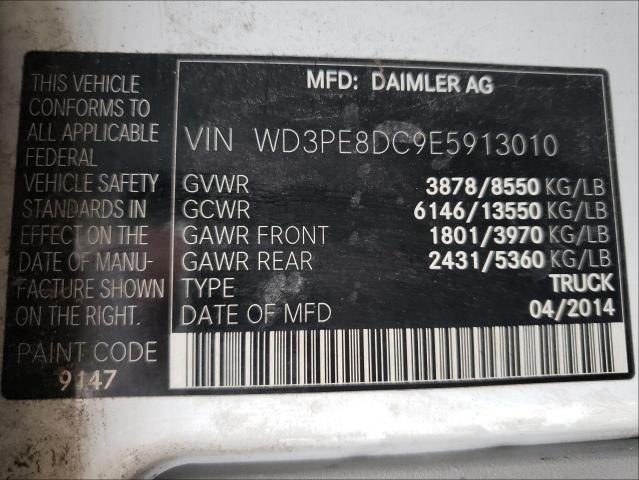 THIS VEHICLE
CONFORMS TO
ALL APPLICABLE
FEDERAL
VEHICLE SAFETY
STANDARDS IN
EFFECT ON THE
DATE OF MANU-
FACTURE SHOWN
ON THE RIGHT.
PAINT CODE
9147
MFD: DAIMLER AG
VIN WD3PE8DC9E5913010
GVWR 3878/8550 KG/LB
GCWR 6146/13550 KG/LB
GAWR FRONT 1801/3970 KG/LB
GAWR REAR 2431/5360 KG/LB
TYPE TRUCK
DATE OF MFD 04/2014